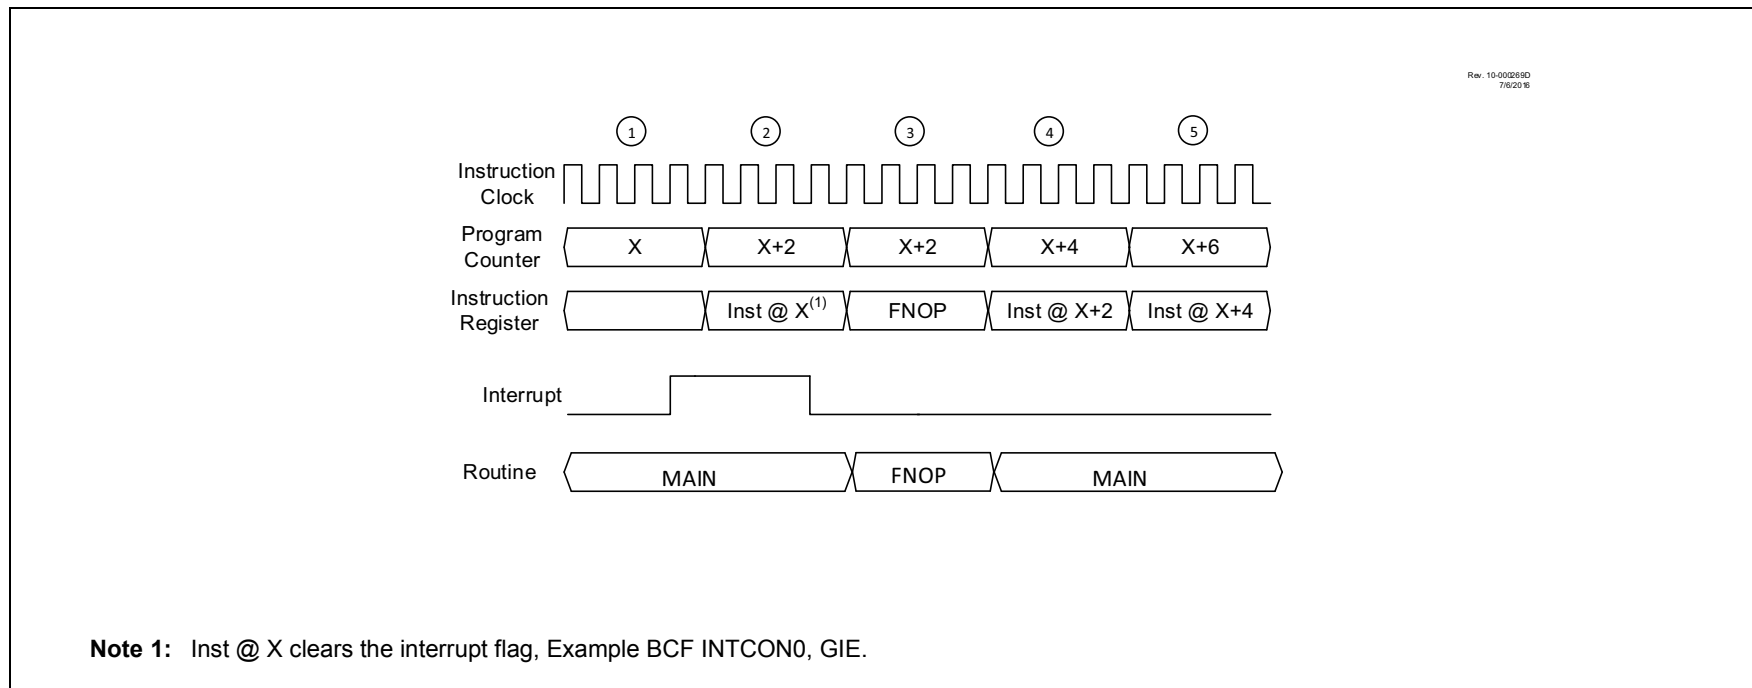 Rev. 10-000269D
7/6/2016
1 2 3 4 5
Instruction
Clock
Program
Counter
X X+2 X+2 X+4 X+6
Instruction
Register
Inst @ X(1) FNOP Inst @ X+2 Inst @ X+4
Interrupt
Routine MAIN FNOP MAIN
Note 1: Inst @ X clears the interrupt flag, Example BCF INTCON0, GIE.